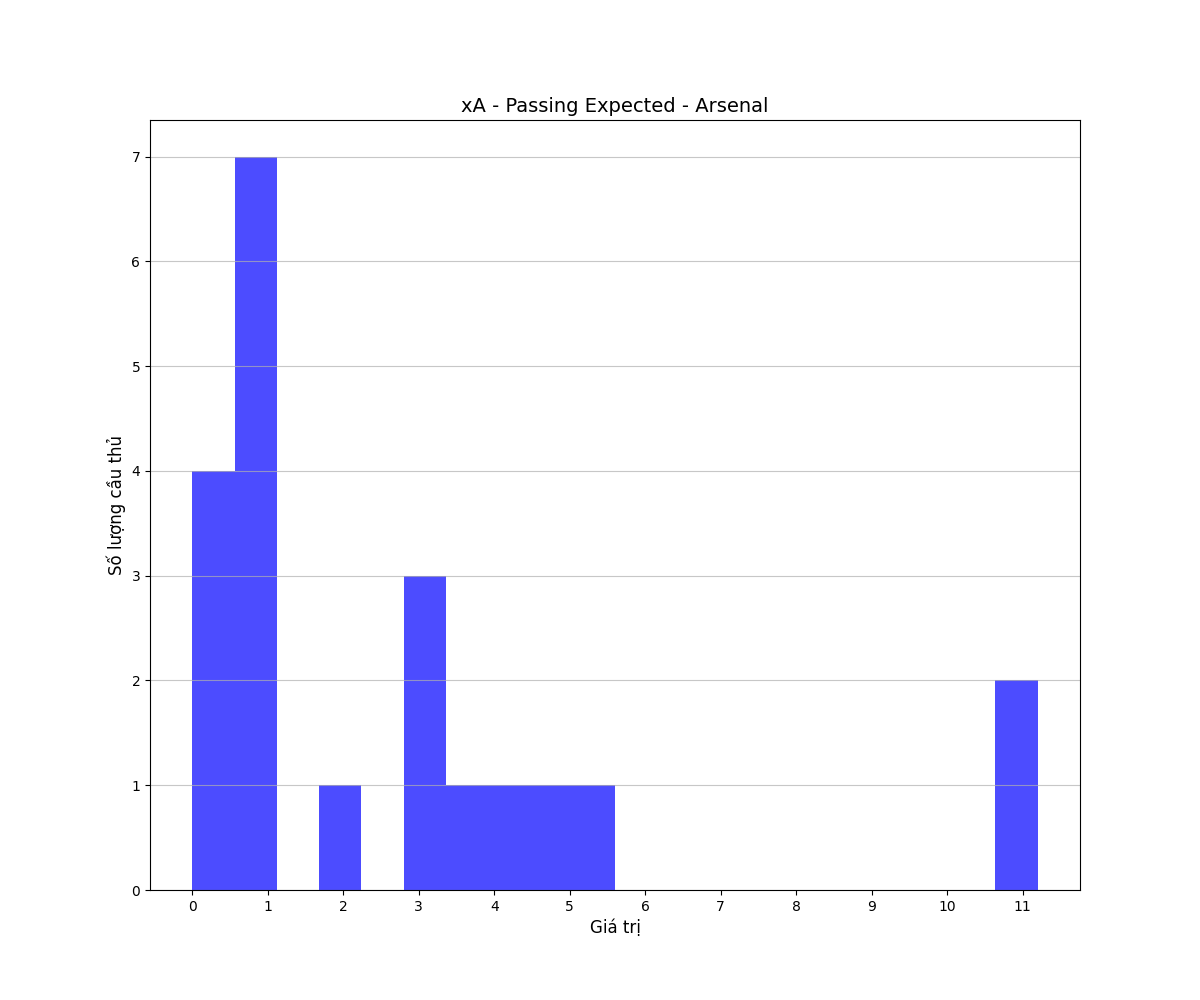 xA - Passing Expected - Arsenal
7
6
5
4
3
2
1
0
Số lượng cầu thủ
0 1 2 3 4 5 6 7 8 9 10 11
Giá trị